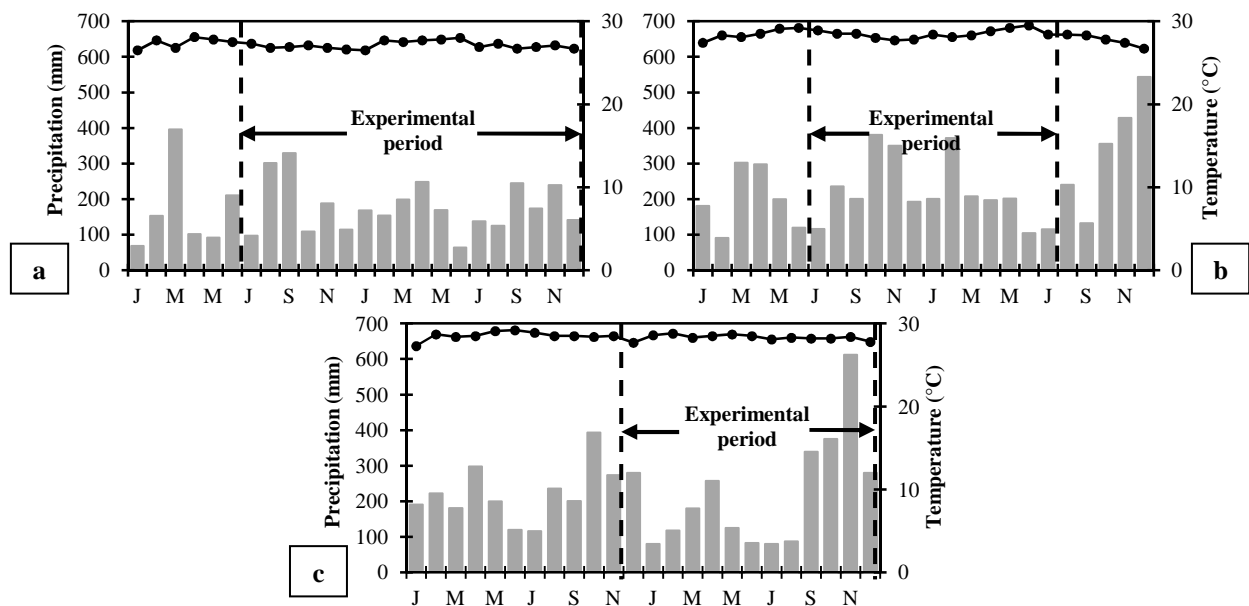 700 30
600
500
20
400
300
10
200
100
0 0
Precipitation (mm)
Experimental
period
a
J M M J S N J M M J S N
700 30
600
500
20
400
300
10
200
100
0 0
Temperature (°C)
Experimental
period
b
J M M J S N J M M J S N
700 30
600
500
20
400
300
10
200
100
0 0
Precipitation (mm)
Temperature (°C)
Experimental
period
c
J M M J S N J M M J S N